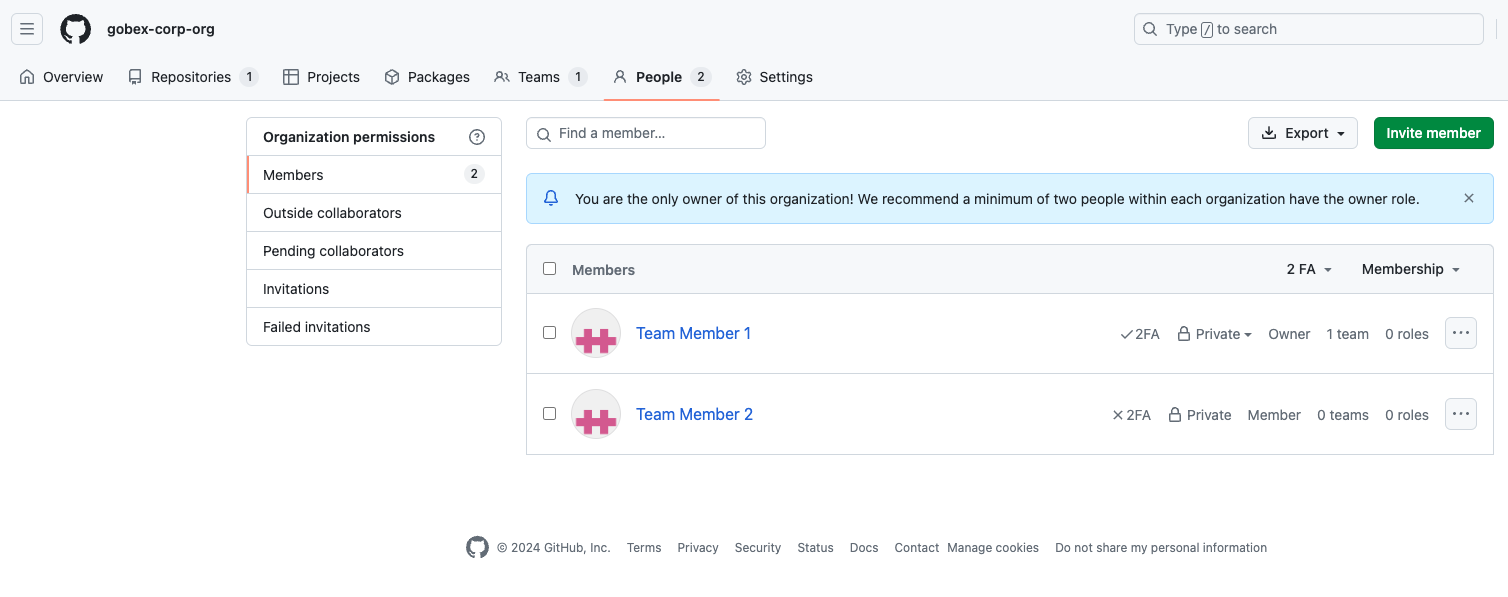 gobex-corp-org
Type / to search
Overview Repositories 1 Projects Packages Teams 1 People 2 Settings
Organization permissions
Members 2
Outside collaborators
Pending collaborators
Invitations
Failed invitations
Find a member...
Export
Invite member
You are the only owner of this organization! We recommend a minimum of two people within each organization have the owner role.
Members 2 FA Membership
Team Member 1 2FA Private Owner 1 team 0 roles
Team Member 2 2FA Private Member 0 teams 0 roles
© 2024 GitHub, Inc. Terms Privacy Security Status Docs Contact Manage cookies Do not share my personal information